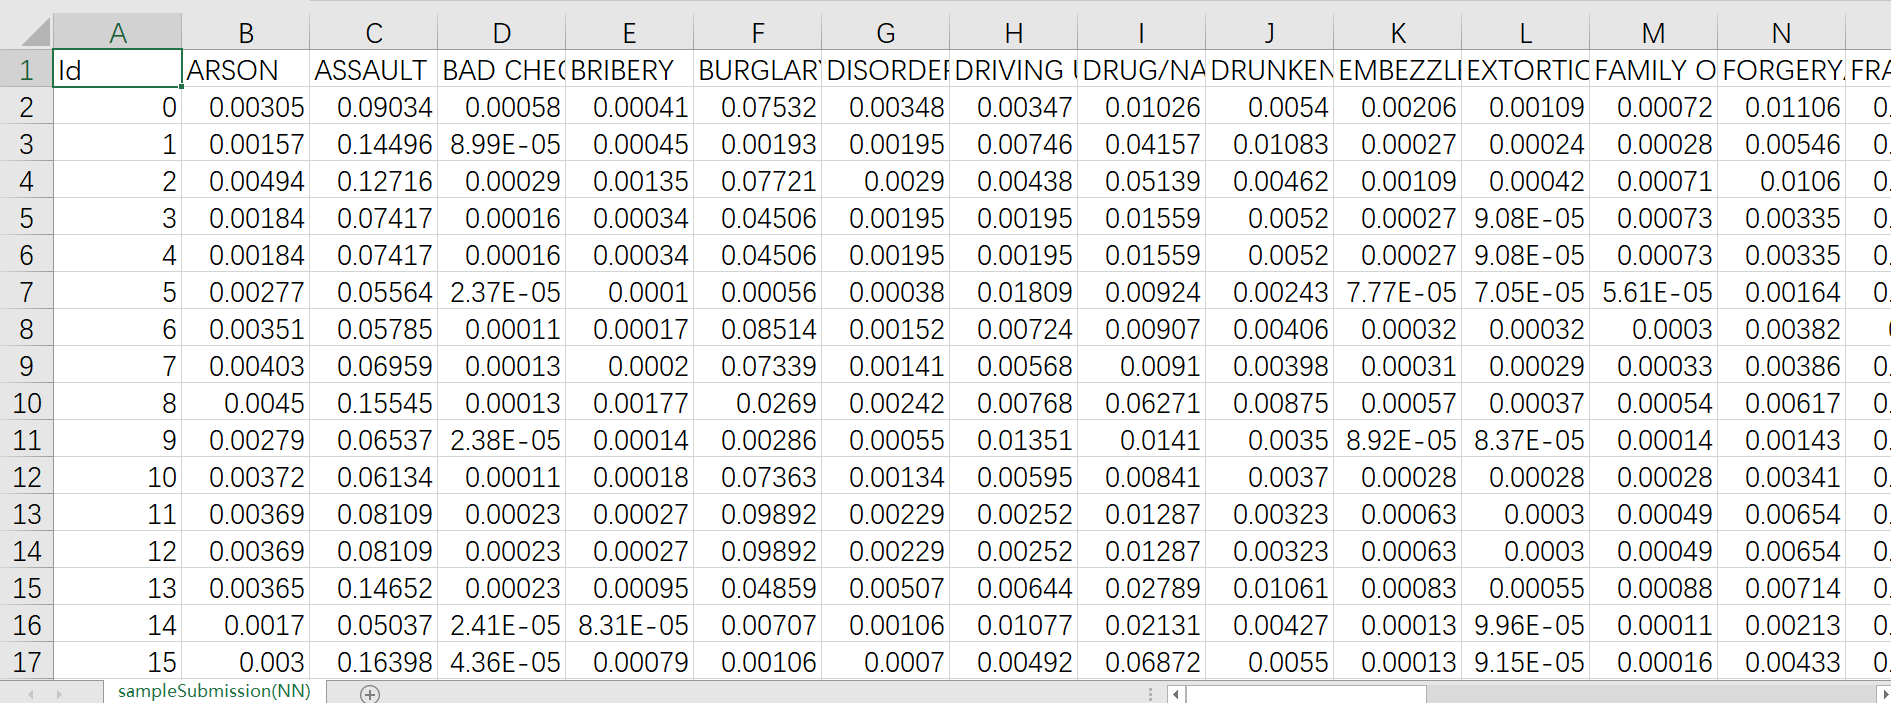 A B C D E F G H I J K L M N
1 Id ARSON ASSAULT BAD CHEC BRIBERY BURGLARY DISORDER DRIVING DRUG/NA DRUNKEN EMBEZZLI EXTORTIC FAMILY O FORGERY FRA
2 0 0.00305 0.09034 0.00058 0.00041 0.07532 0.00348 0.00347 0.01026 0.0054 0.00206 0.00109 0.00072 0.01106 0.
3 1 0.00157 0.14496 8.99E-05 0.00045 0.00193 0.00195 0.00746 0.04157 0.01083 0.00027 0.00024 0.00028 0.00546 0.
4 2 0.00494 0.12716 0.00029 0.00135 0.07721 0.0029 0.00438 0.05139 0.00462 0.00109 0.00042 0.00071 0.0106 0.
5 3 0.00184 0.07417 0.00016 0.00034 0.04506 0.00195 0.00195 0.01559 0.0052 0.00027 9.08E-05 0.00073 0.00335 0.
6 4 0.00184 0.07417 0.00016 0.00034 0.04506 0.00195 0.00195 0.01559 0.0052 0.00027 9.08E-05 0.00073 0.00335 0.
7 5 0.00277 0.05564 2.37E-05 0.0001 0.00056 0.00038 0.01809 0.00924 0.00243 7.77E-05 7.05E-05 5.61E-05 0.00164 0.
8 6 0.00351 0.05785 0.00011 0.00017 0.08514 0.00152 0.00724 0.00907 0.00406 0.00032 0.00032 0.0003 0.00382
9 7 0.00403 0.06959 0.00013 0.0002 0.07339 0.00141 0.00568 0.0091 0.00398 0.00031 0.00029 0.00033 0.00386 0.
10 8 0.0045 0.15545 0.00013 0.00177 0.0269 0.00242 0.00768 0.06271 0.00875 0.00057 0.00037 0.00054 0.00617 0.
11 9 0.00279 0.06537 2.38E-05 0.00014 0.00286 0.00055 0.01351 0.0141 0.0035 8.92E-05 8.37E-05 0.00014 0.00143 0.
12 10 0.00372 0.06134 0.00011 0.00018 0.07363 0.00134 0.00595 0.00841 0.0037 0.00028 0.00028 0.00028 0.00341 0.
13 11 0.00369 0.08109 0.00023 0.00027 0.09892 0.00229 0.00252 0.01287 0.00323 0.00063 0.0003 0.00049 0.00654 0.
14 12 0.00369 0.08109 0.00023 0.00027 0.09892 0.00229 0.00252 0.01287 0.00323 0.00063 0.0003 0.00049 0.00654 0.
15 13 0.00365 0.14652 0.00023 0.00095 0.04859 0.00507 0.00644 0.02789 0.01061 0.00083 0.00055 0.00088 0.00714 0.
16 14 0.0017 0.05037 2.41E-05 8.31E-05 0.00707 0.00106 0.01077 0.02131 0.00427 0.00013 9.96E-05 0.00011 0.00213 0.
17 15 0.003 0.16398 4.36E-05 0.00079 0.00106 0.0007 0.00492 0.06872 0.0055 0.00013 9.15E-05 0.00016 0.00433 0.
sampleSubmission(NN)